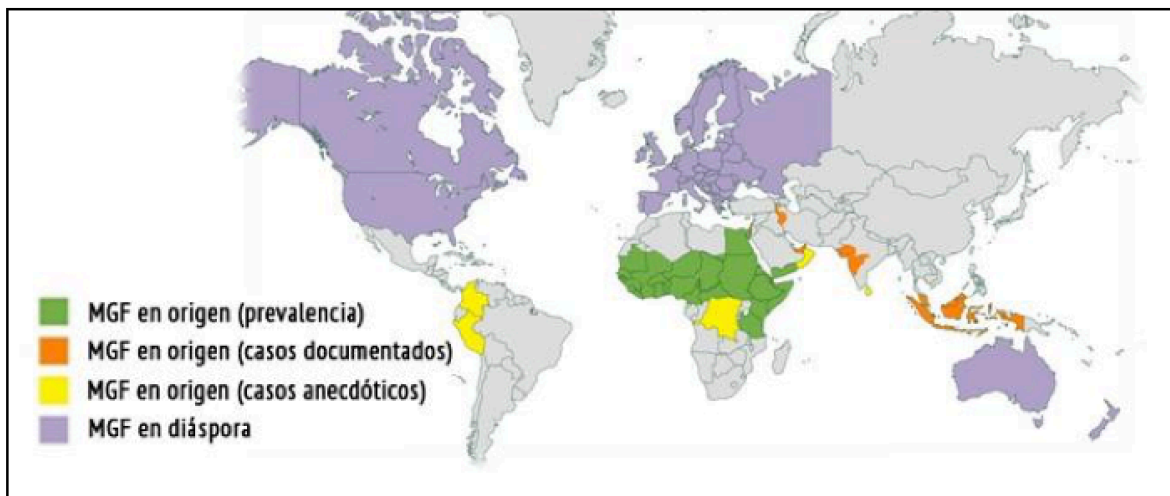 MGF en origen (prevalencia)
MGF en origen (casos documentados)
MGF en origen (casos anecdóticos)
MGF en diáspora